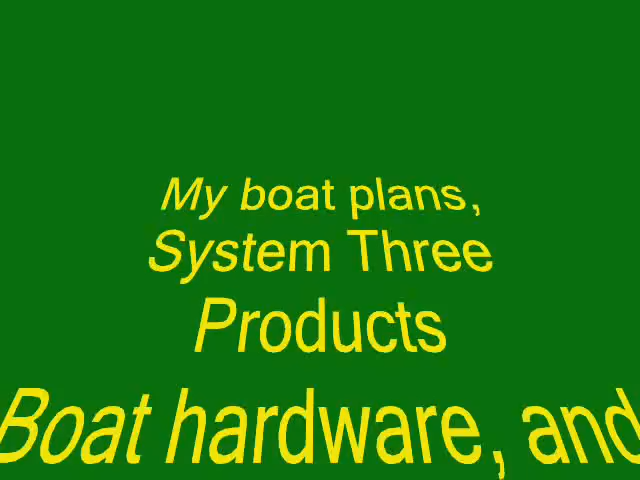 My boat plans,
System Three
Products
Boat hardware, and